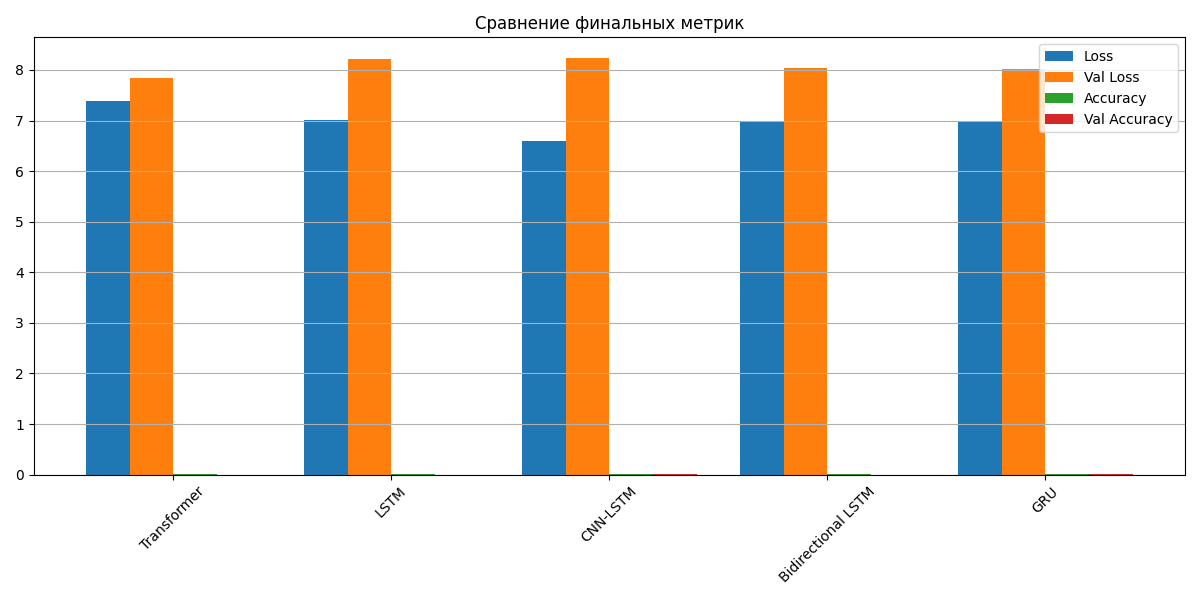 Сравнение финальных метрик
Loss
Val Loss
Accuracy
Val Accuracy
8
7
6
5
4
3
2
1
0
Transformer
LSTM
CNN-LSTM
Bidirectional LSTM
GRU